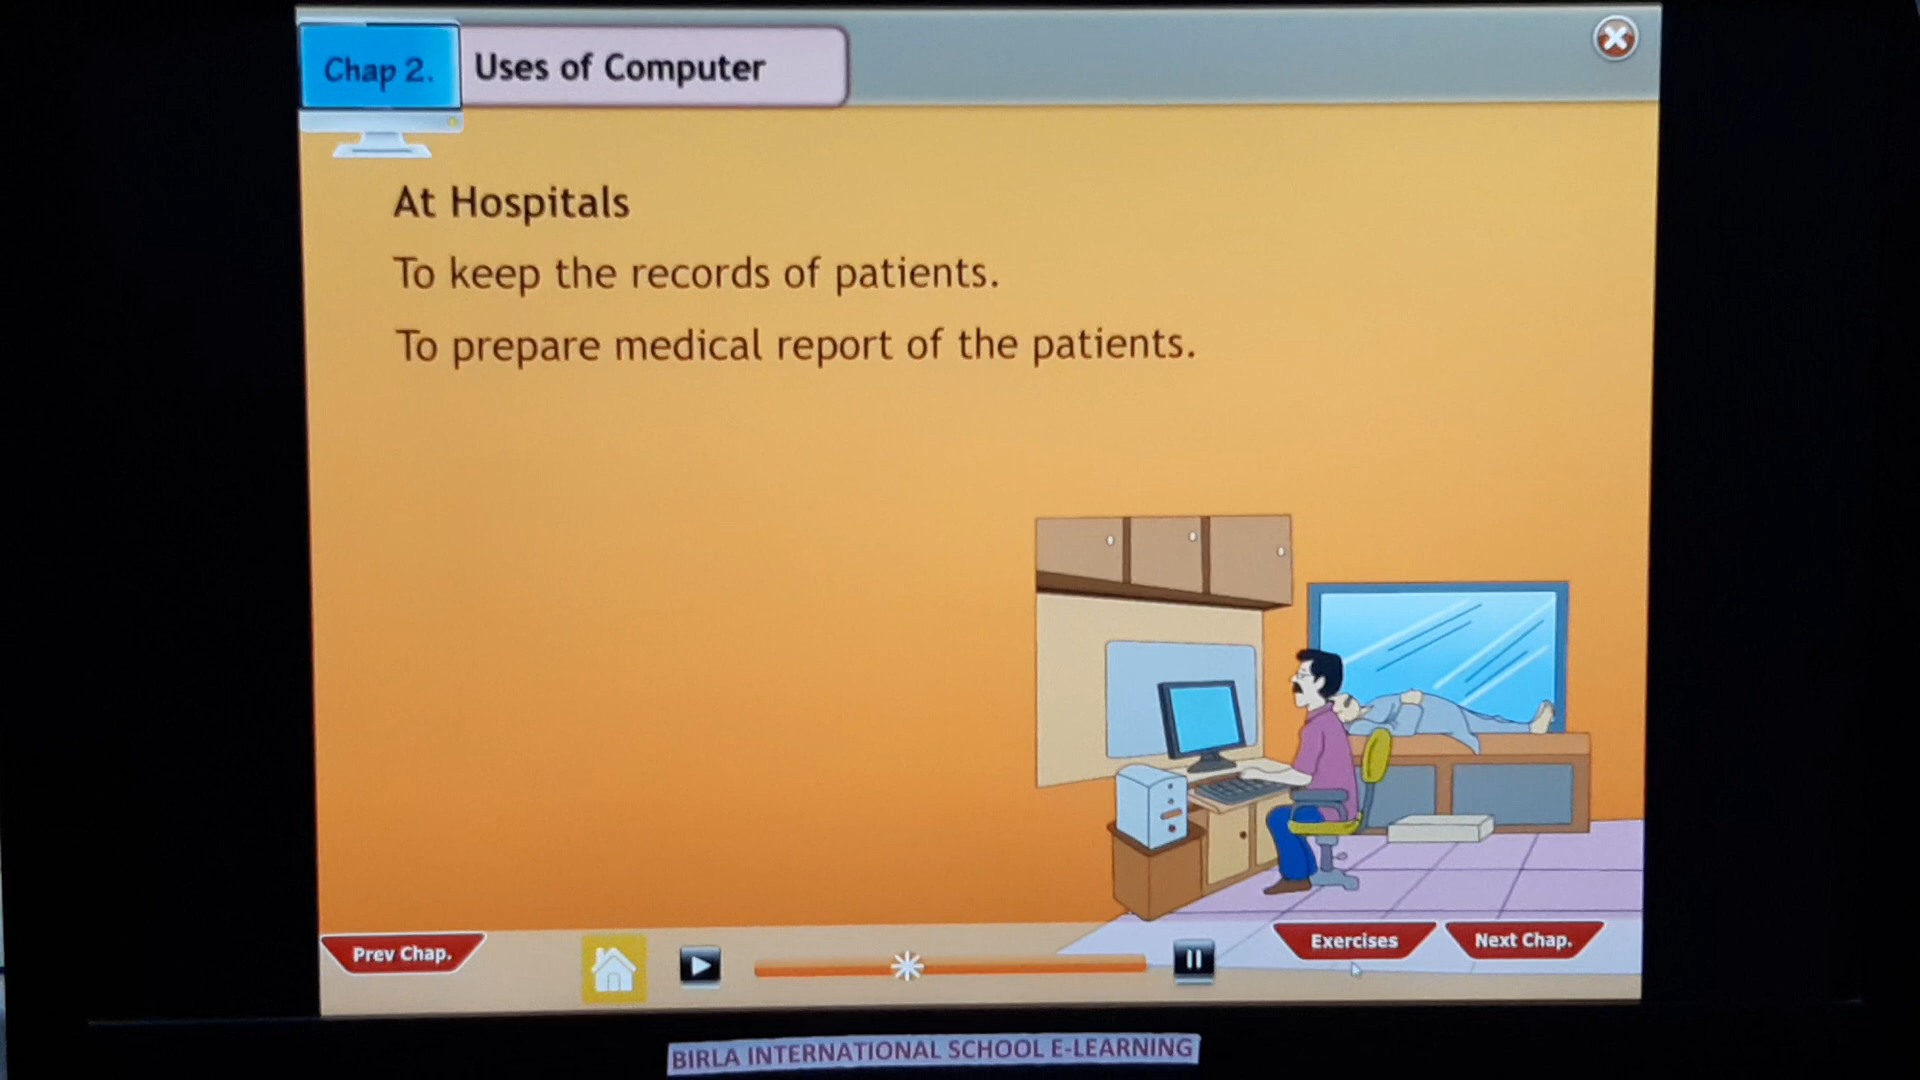 Chap 2.
Uses of Computer
At Hospitals
To keep the records of patients.
To prepare medical report of the patients.
Prev Chap.
Exercises
Next Chap.
BIRLA INTERNATIONAL SCHOOL E-LEARNING